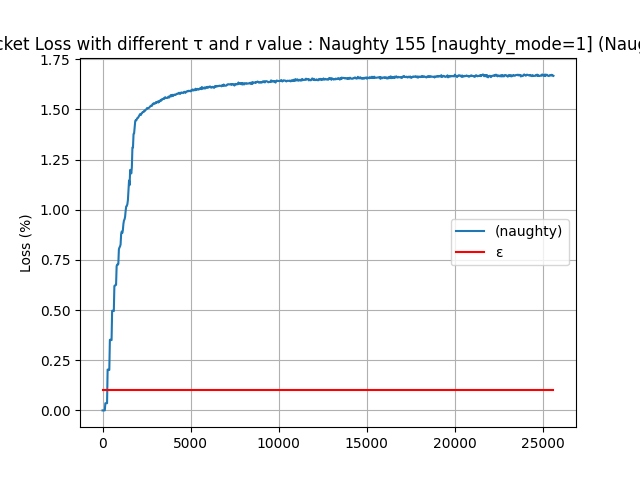 cket Loss with different τ and r value : Naughty 155 [naughty_mode=1] (Naug
1.75
1.50
1.25
1.00
0.75
0.50
0.25
0.00
Loss (%)
(naughty)
ε
0 5000 10000 15000 20000 25000